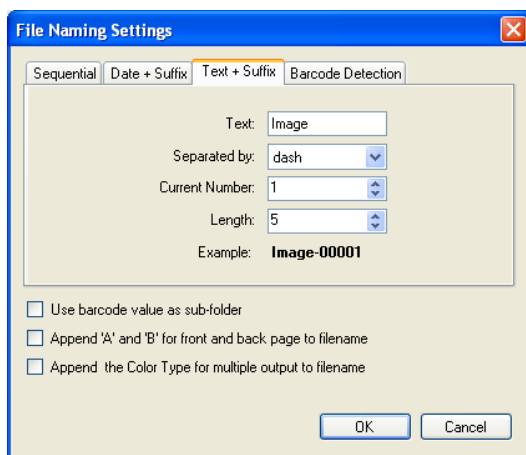 File Naming Settings
Sequential Date + Suffix Text + Suffix Barcode Detection
Text: Image
Separated by: dash
Current Number: 1
Length: 5
Example: Image-00001
Use barcode value as sub-folder
Append 'A' and 'B' for front and back page to filename
Append the Color Type for multiple output to filename
OK Cancel